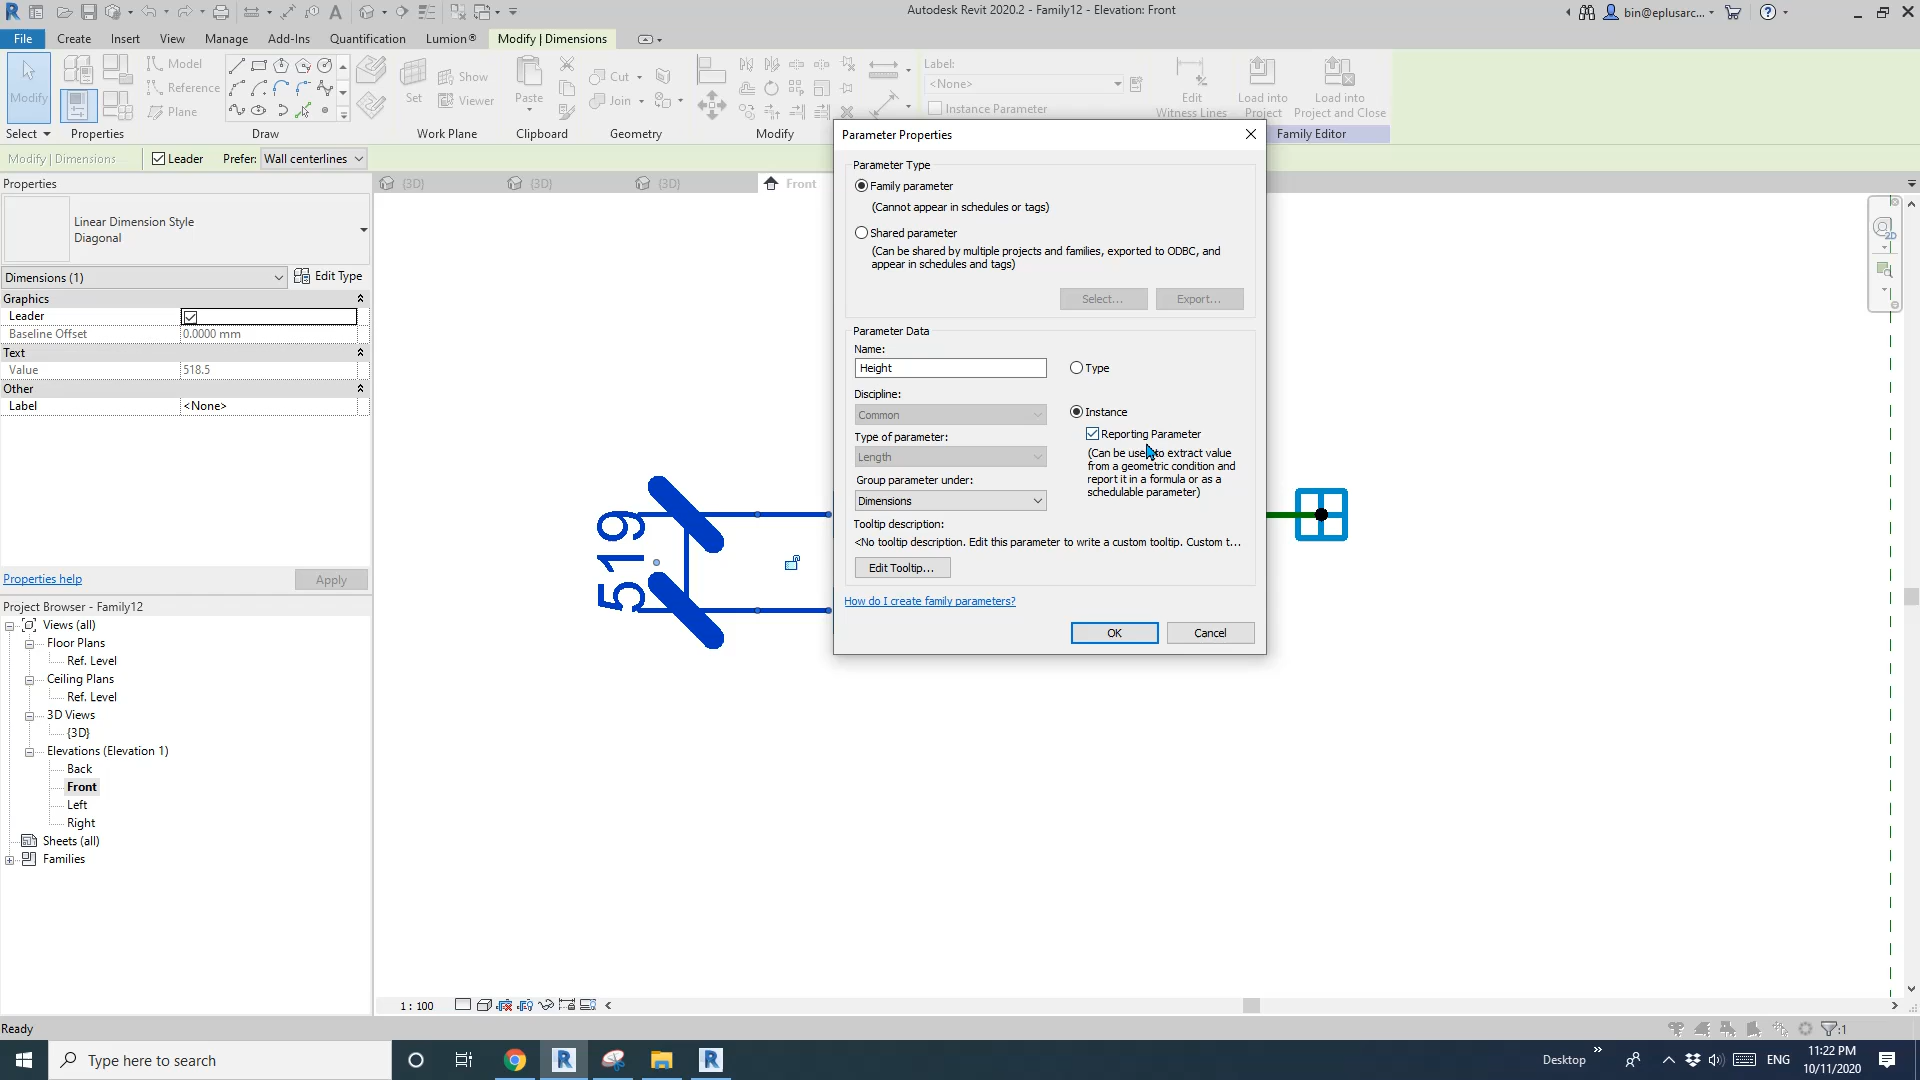 Autodesk Revit 2020.2 - Family12 - Elevation: Front
bin@eplusarc...
File Create Insert View Manage Add-Ins Quantification Lumion® Modify | Dimensions
Modify
Model
Reference
Plane
Set
Show
Viewer
Paste
Cut
Join
Label:
<None>
Instance Parameter
Edit
Witness Lines
Load into
Project
Load into
Project and Close
Select Properties Draw Work Plane Clipboard Geometry Modify Family Editor
Modify | Dimensions Leader Prefer: Wall centerlines
Properties
{3D} {3D} {3D} Front
Linear Dimension Style
Diagonal
Dimensions (1) Edit Type
Graphics
Leader
Baseline Offset 0.0000 mm
Text
Value 518.5
Other
Label <None>
Properties help Apply
Project Browser - Family12
Views (all)
Floor Plans
Ref. Level
Ceiling Plans
Ref. Level
3D Views
{3D}
Elevations (Elevation 1)
Back
Front
Left
Right
Sheets (all)
Families
519
2D
Parameter Properties
Parameter Type
Family parameter
(Cannot appear in schedules or tags)
Shared parameter
(Can be shared by multiple projects and families, exported to ODBC, and
appear in schedules and tags)
Select... Export...
Parameter Data
Name:
Height
Type
Discipline:
Common
Instance
Reporting Parameter
(Can be used to extract value
from a geometric condition and
report it in a formula or as a
schedulable parameter)
Type of parameter:
Length
Group parameter under:
Dimensions
Tooltip description:
<No tooltip description. Edit this parameter to write a custom tooltip. Custom t...
Edit Tooltip...
How do I create family parameters?
OK Cancel
1 : 100
Ready
:1
Type here to search
Desktop
ENG
11:22 PM
10/11/2020